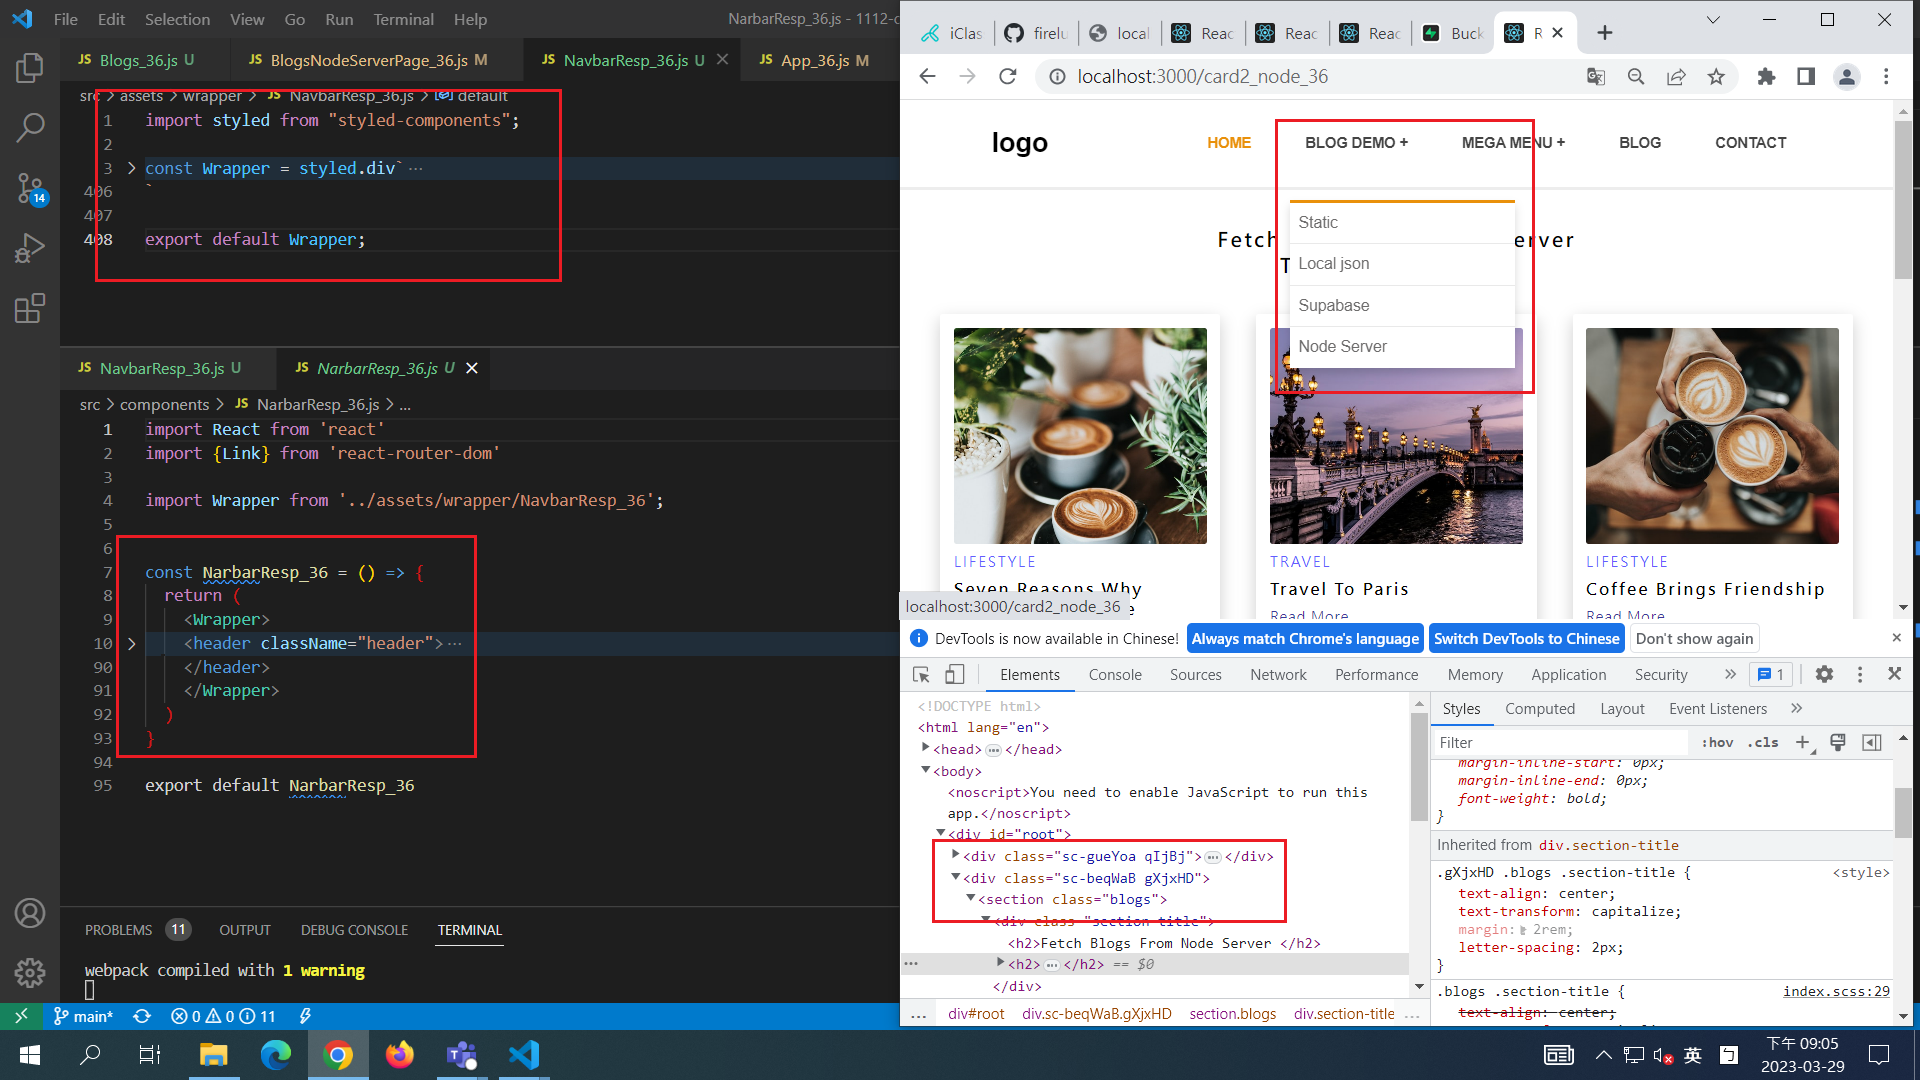 File Edit Selection View Go Run Terminal Help
NarbarResp_36.js - 1112-c
JS Blogs_36.js U
JS BlogsNodeServerPage_36.js M
JS NavbarResp_36.js U
JS App_36.js M
src > assets > wrapper > JS NavbarResp_36.js > default
1 import styled from "styled-components";
2
3 const Wrapper = styled.div` ...
406 `
407
408 export default Wrapper;
JS NavbarResp_36.js U
JS NarbarResp_36.js U
src > components > JS NarbarResp_36.js > ...
1 import React from 'react'
2 import {Link} from 'react-router-dom'
3
4 import Wrapper from '../assets/wrapper/NavbarResp_36';
5
6
7 const NarbarResp_36 = () => {
8 return (
9 <Wrapper>
10 <header className="header"> ...
90 </header>
91 </Wrapper>
92 )
93 }
94
95 export default NarbarResp_36
14
PROBLEMS 11 OUTPUT DEBUG CONSOLE TERMINAL
webpack compiled with 1 warning
main* 0 0 11
iClas
firelu
local
Reac
Reac
Reac
Buck
R
localhost:3000/card2_node_36
logo
HOME BLOG DEMO + MEGA MENU + BLOG CONTACT
Static
Local json
Supabase
Node Server
Fetch
erver
T
LIFESTYLE
Seven Reasons Why
TRAVEL
Travel To Paris
Read More
LIFESTYLE
Coffee Brings Friendship
Read More
localhost:3000/card2_node_36
DevTools is now available in Chinese! Always match Chrome's language Switch DevTools to Chinese Don't show again
Elements Console Sources Network Performance Memory Application Security 1
<!DOCTYPE html>
<html lang="en">
<head> ... </head>
<body>
<noscript>You need to enable JavaScript to run this
app.</noscript>
<div id="root">
<div class="sc-gueYoa qIjBj"> ... </div>
<div class="sc-beqWaB gXjxHD">
<section class="blogs">
<div class="section-title">
<h2>Fetch Blogs From Node Server </h2>
<h2> ... </h2> == $0
</div>
... div#root div.sc-beqWaB.gXjxHD section.blogs div.section-title ...
Styles Computed Layout Event Listeners
Filter :hov .cls
margin-inline-start: 0px;
margin-inline-end: 0px;
font-weight: bold;
}
Inherited from div.section-title
.gXjxHD .blogs .section-title { <style>
text-align: center;
text-transform: capitalize;
margin: 2rem;
letter-spacing: 2px;
}
.blogs .section-title { index.scss:29
text-align: center;
英
下午 09:05
2023-03-29